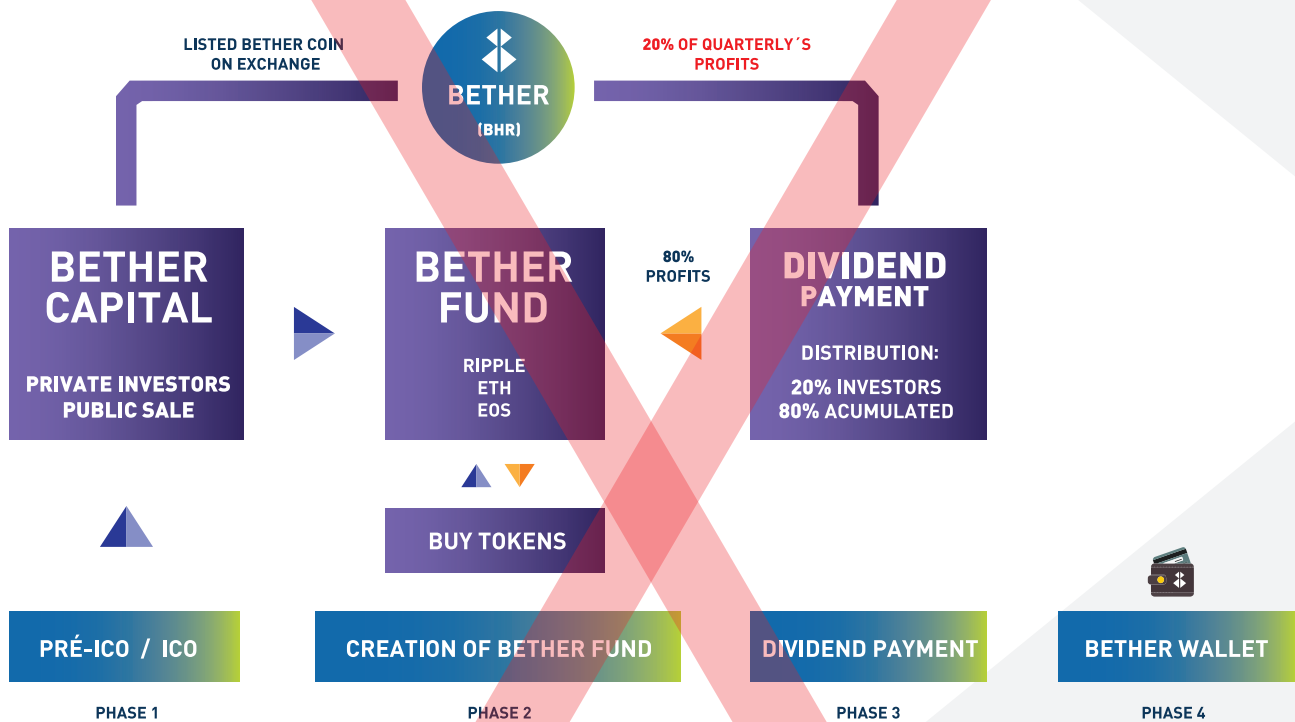 LISTED BETHER COIN
ON EXCHANGE
BETHER
(BHR)
20% OF QUARTERLY´S
PROFITS
BETHER
CAPITAL
PRIVATE INVESTORS
PUBLIC SALE
BETHER
FUND
RIPPLE
ETH
EOS
80%
PROFITS
DIVIDEND
PAYMENT
DISTRIBUTION:
20% INVESTORS
80% ACUMULATED
BUY TOKENS
PRÉ-ICO / ICO
CREATION OF BETHER FUND
DIVIDEND PAYMENT
BETHER WALLET
PHASE 1
PHASE 2
PHASE 3
PHASE 4